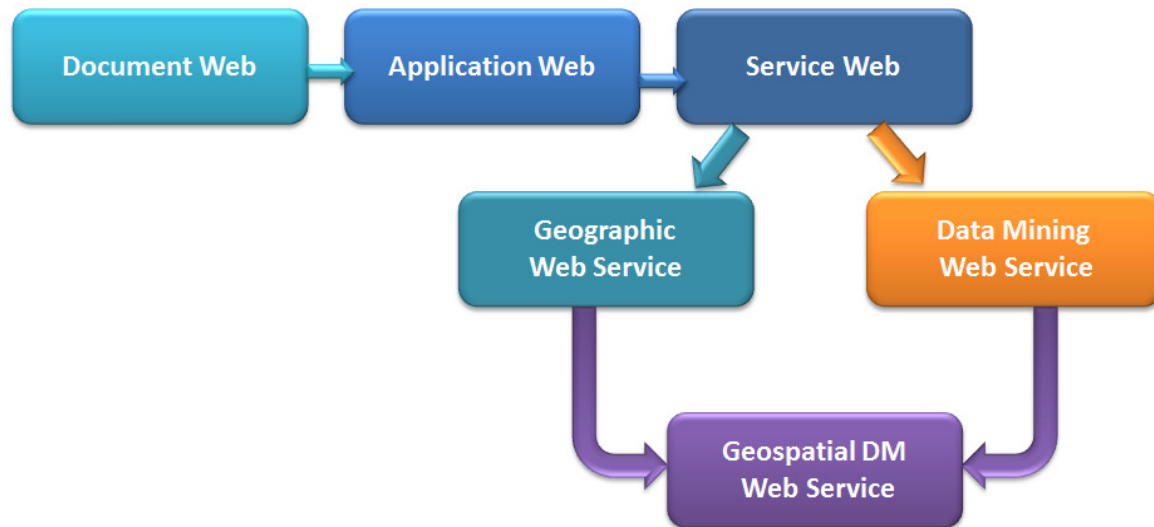 Document Web
Application Web
Service Web
Geographic
Web Service
Data Mining
Web Service
Geospatial DM
Web Service